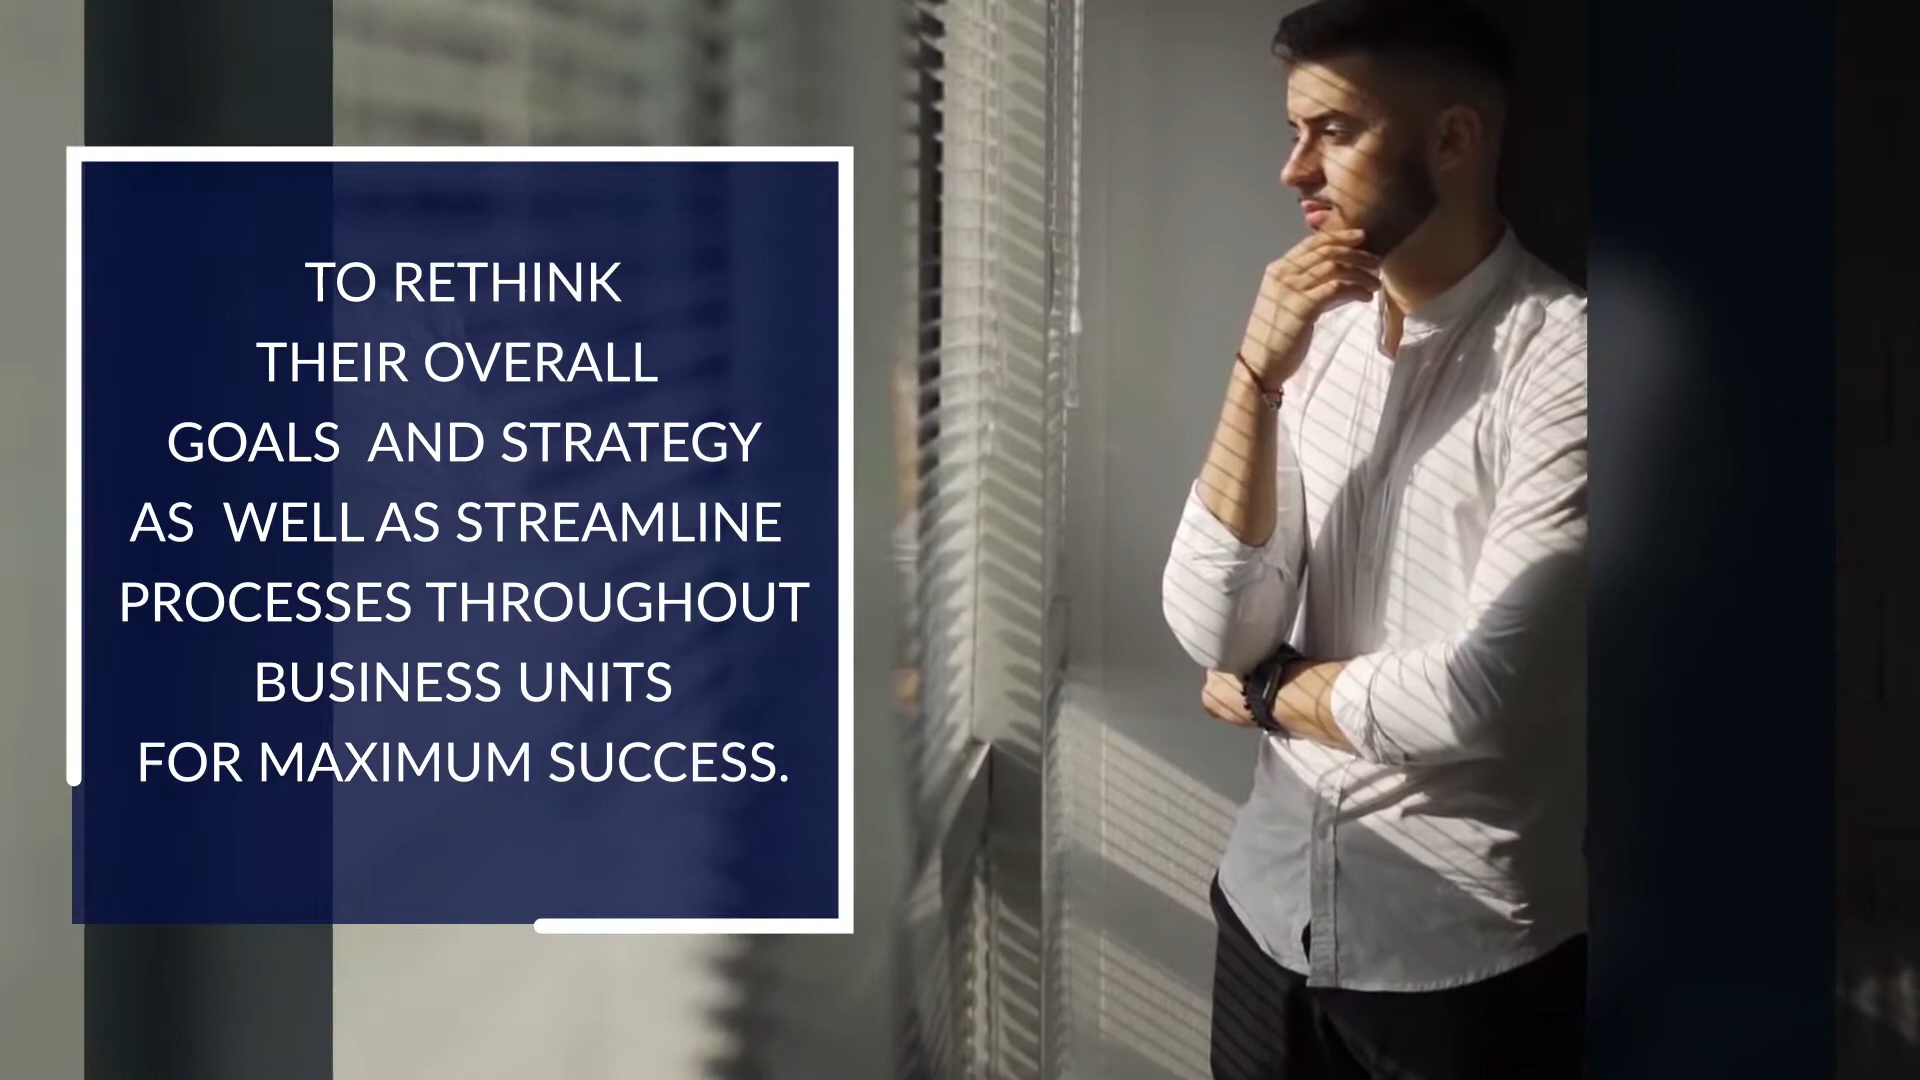 TO RETHINK
THEIR OVERALL
GOALS  AND STRATEGY
AS  WELL AS STREAMLINE
PROCESSES THROUGHOUT
BUSINESS UNITS
FOR MAXIMUM SUCCESS.